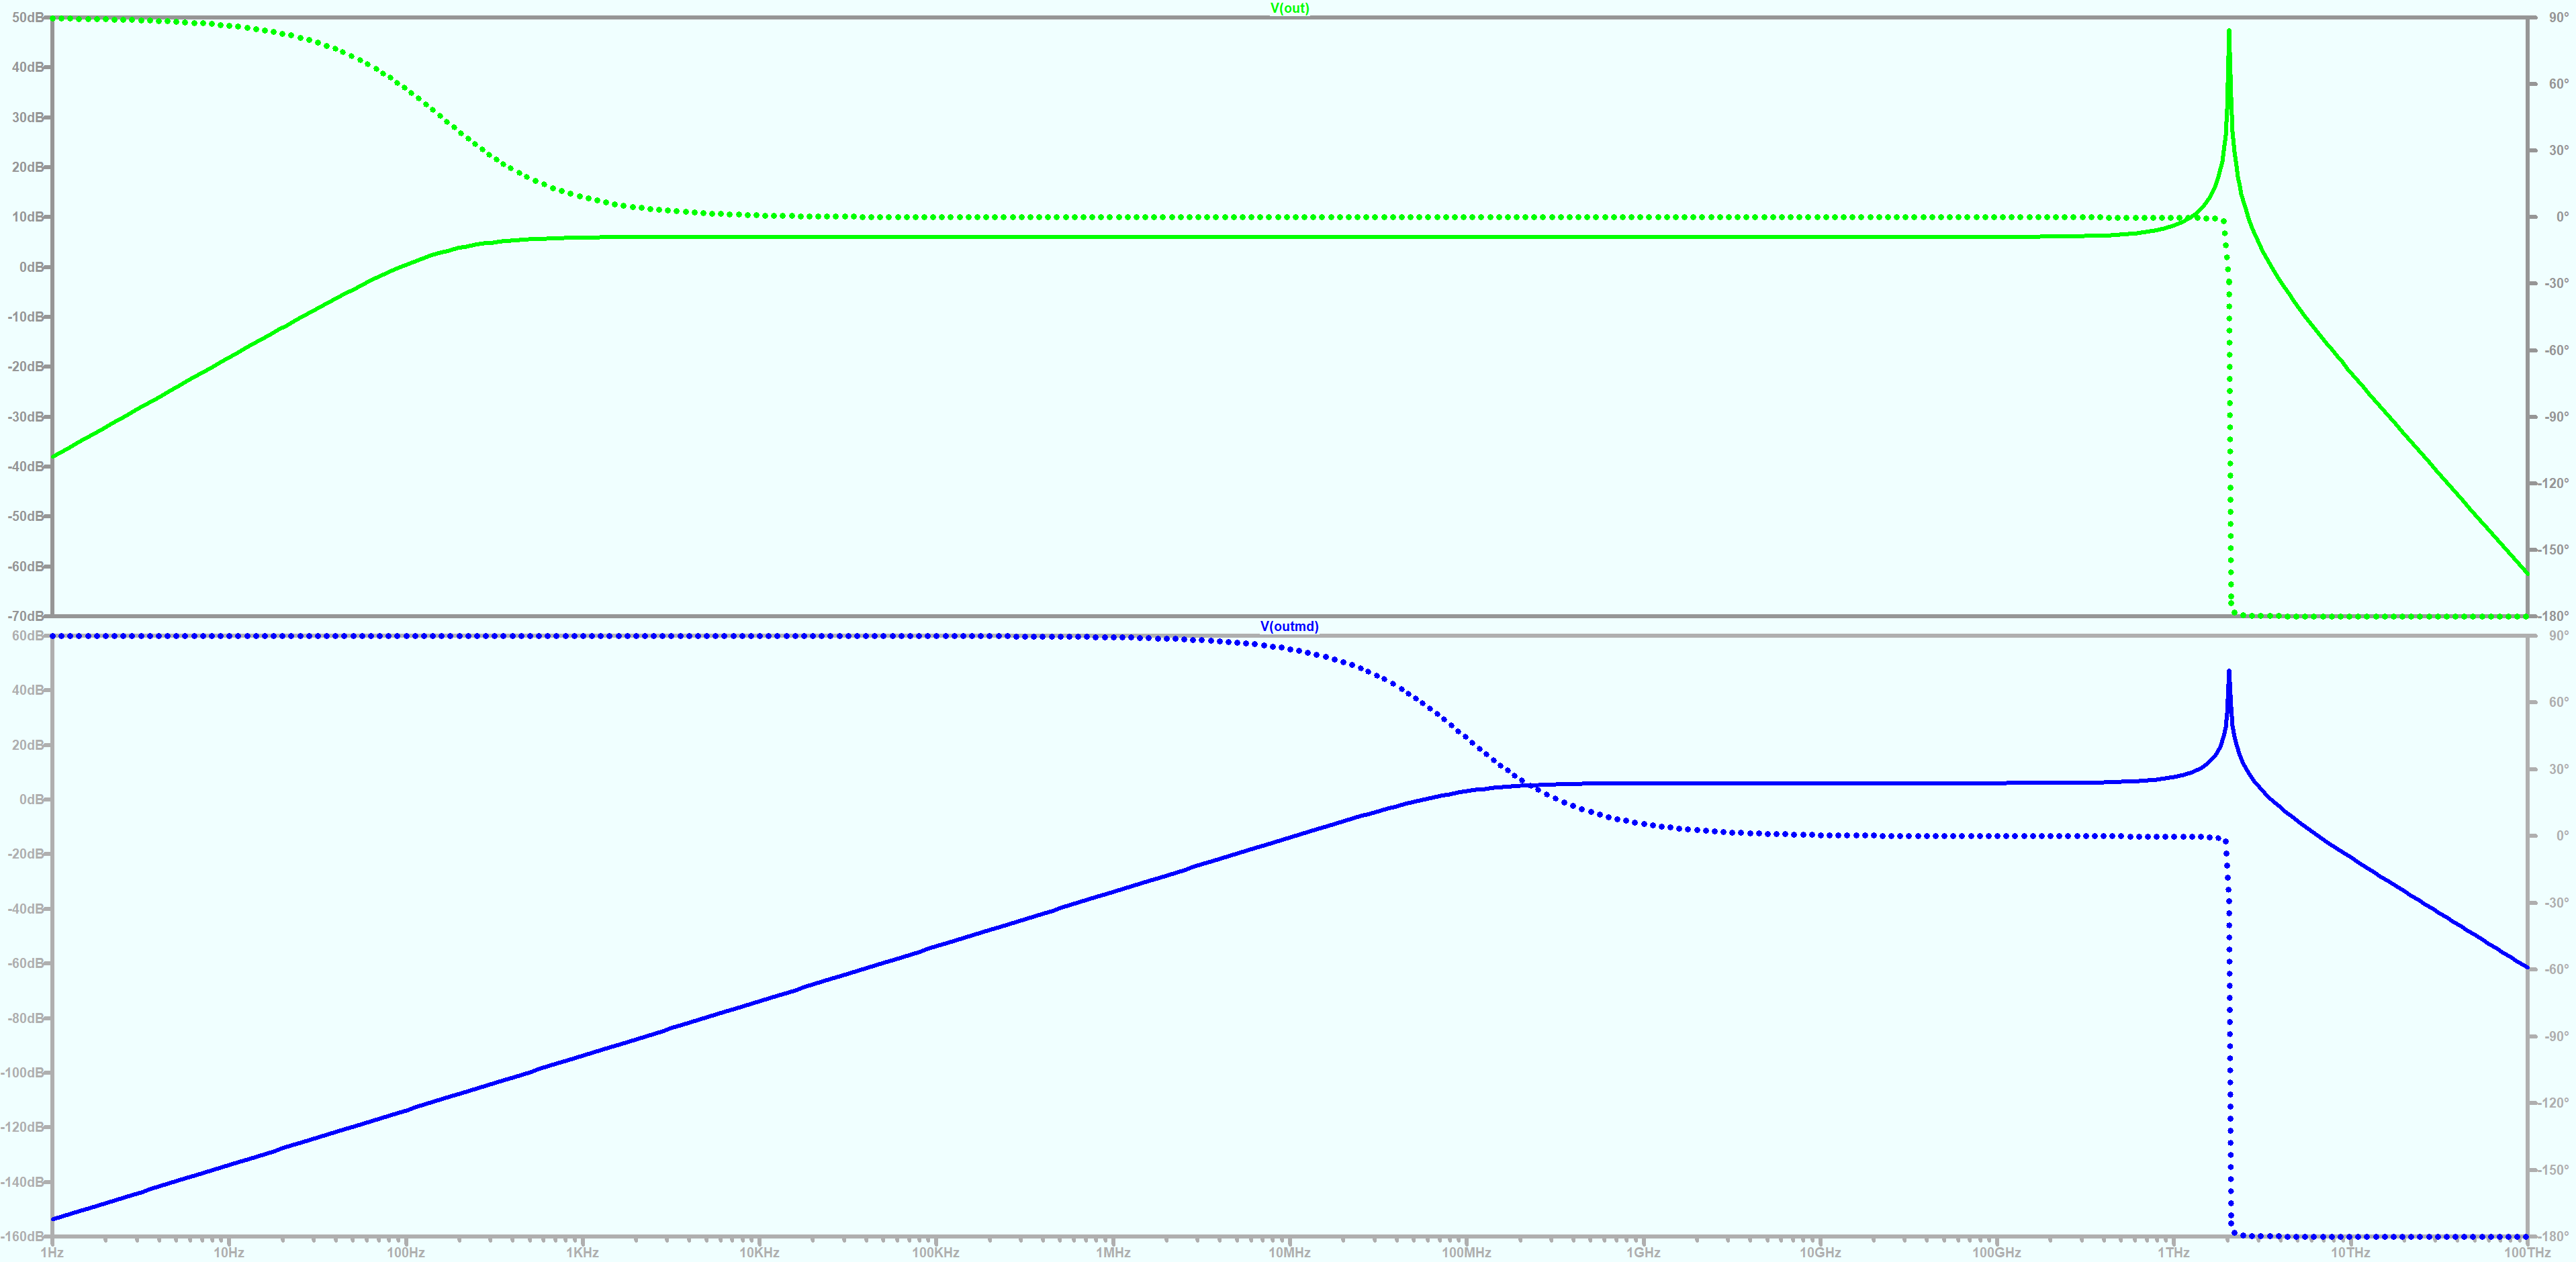 V(out)
50dB 90°
40dB 60°
30dB 30°
20dB
10dB 0°
0dB -30°
-10dB
-20dB -60°
-30dB -90°
-40dB -120°
-50dB
-60dB -150°
-70dB -180°
V(outmd)
60dB 90°
40dB 60°
20dB 30°
0dB 0°
-20dB
-40dB -30°
-60dB -60°
-80dB -90°
-100dB
-120dB -120°
-140dB -150°
-160dB -180°
1Hz 10Hz 100Hz 1KHz 10KHz 100KHz 1MHz 10MHz 100MHz 1GHz 10GHz 100GHz 1THz 10THz 100THz